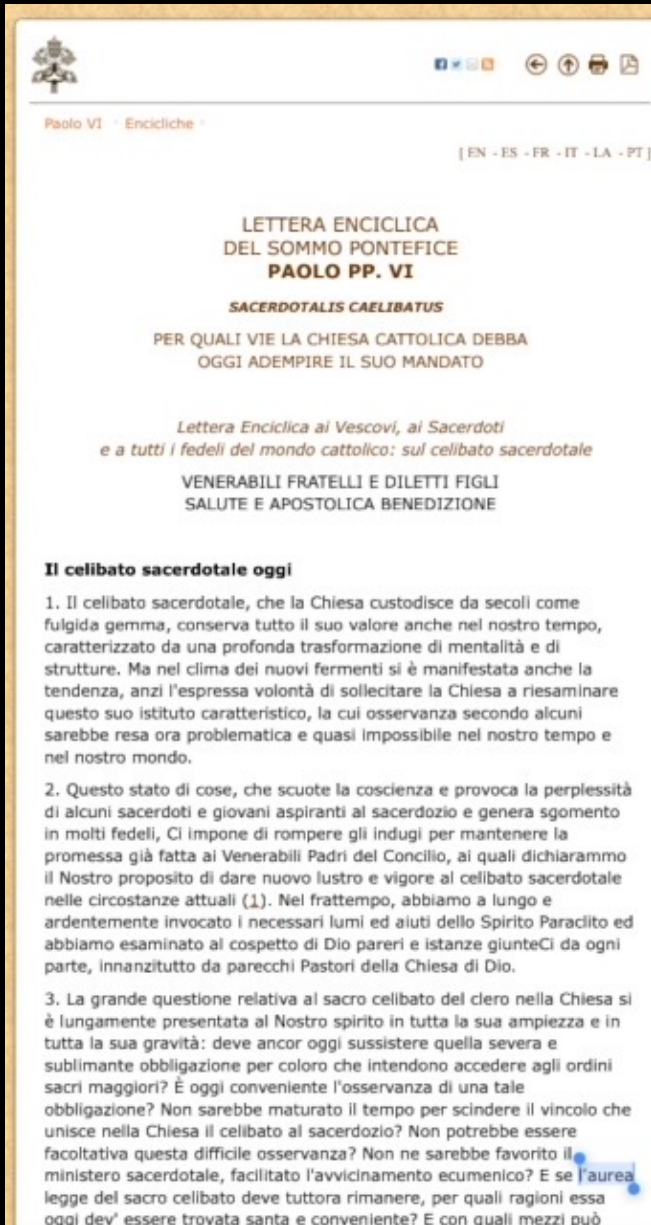 Paolo VI · Encicliche ·
[ EN - ES - FR - IT - LA - PT ]
LETTERA ENCICLICA
DEL SOMMO PONTEFICE
PAOLO PP. VI
SACERDOTALIS CAELIBATUS
PER QUALI VIE LA CHIESA CATTOLICA DEBBA
OGGI ADEMPIRE IL SUO MANDATO
Lettera Enciclica ai Vescovi, ai Sacerdoti
e a tutti i fedeli del mondo cattolico: sul celibato sacerdotale
VENERABILI FRATELLI E DILETTI FIGLI
SALUTE E APOSTOLICA BENEDIZIONE
Il celibato sacerdotale oggi
1. Il celibato sacerdotale, che la Chiesa custodisce da secoli come
fulgida gemma, conserva tutto il suo valore anche nel nostro tempo,
caratterizzato da una profonda trasformazione di mentalità e di
strutture. Ma nel clima dei nuovi fermenti si è manifestata anche la
tendenza, anzi l'espressa volontà di sollecitare la Chiesa a riesaminare
questo suo istituto caratteristico, la cui osservanza secondo alcuni
sarebbe resa ora problematica e quasi impossibile nel nostro tempo e
nel nostro mondo.
2. Questo stato di cose, che scuote la coscienza e provoca la perplessità
di alcuni sacerdoti e giovani aspiranti al sacerdozio e genera sgomento
in molti fedeli, Ci impone di rompere gli indugi per mantenere la
promessa già fatta ai Venerabili Padri del Concilio, ai quali dichiarammo
il Nostro proposito di dare nuovo lustro e vigore al celibato sacerdotale
nelle circostanze attuali (1). Nel frattempo, abbiamo a lungo e
ardentemente invocato i necessari lumi ed aiuti dello Spirito Paraclito ed
abbiamo esaminato al cospetto di Dio pareri e istanze giunteCi da ogni
parte, innanzitutto da parecchi Pastori della Chiesa di Dio.
3. La grande questione relativa al sacro celibato del clero nella Chiesa si
è lungamente presentata al Nostro spirito in tutta la sua ampiezza e in
tutta la sua gravità: deve ancor oggi sussistere quella severa e
sublimante obbligazione per coloro che intendono accedere agli ordini
sacri maggiori? È oggi conveniente l'osservanza di una tale
obbligazione? Non sarebbe maturato il tempo per scindere il vincolo che
unisce nella Chiesa il celibato al sacerdozio? Non potrebbe essere
facoltativa questa difficile osservanza? Non ne sarebbe favorito il
ministero sacerdotale, facilitato l'avvicinamento ecumenico? E se l'aurea
legge del sacro celibato deve tuttora rimanere, per quali ragioni essa
oggi dev' essere trovata santa e conveniente? E con quali mezzi può